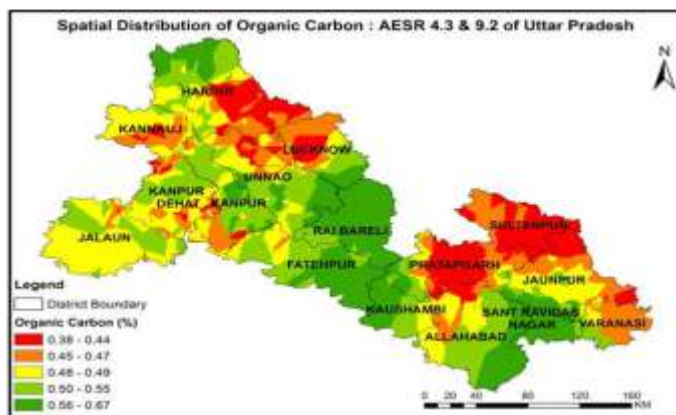 Spatial Distribution of Organic Carbon : AESR 4.3 & 9.2 of Uttar Pradesh
N
HARDOI
KANNAUJ
LUCKNOW
UNNAO
KANPUR
DEHAT
KANPUR
JALAUN
RAI BARELI
SULTANPUR
FATEHPUR
PRATAPGARH
JAUNPUR
KAUSHAMBI
SANT RAVIDAS
NAGAR
VARANASI
ALLAHABAD
Legend
District Boundary
Organic Carbon (%)
0.38 - 0.44
0.45 - 0.47
0.48 - 0.49
0.50 - 0.55
0.56 - 0.67
0 20 40 80 120 160
KM